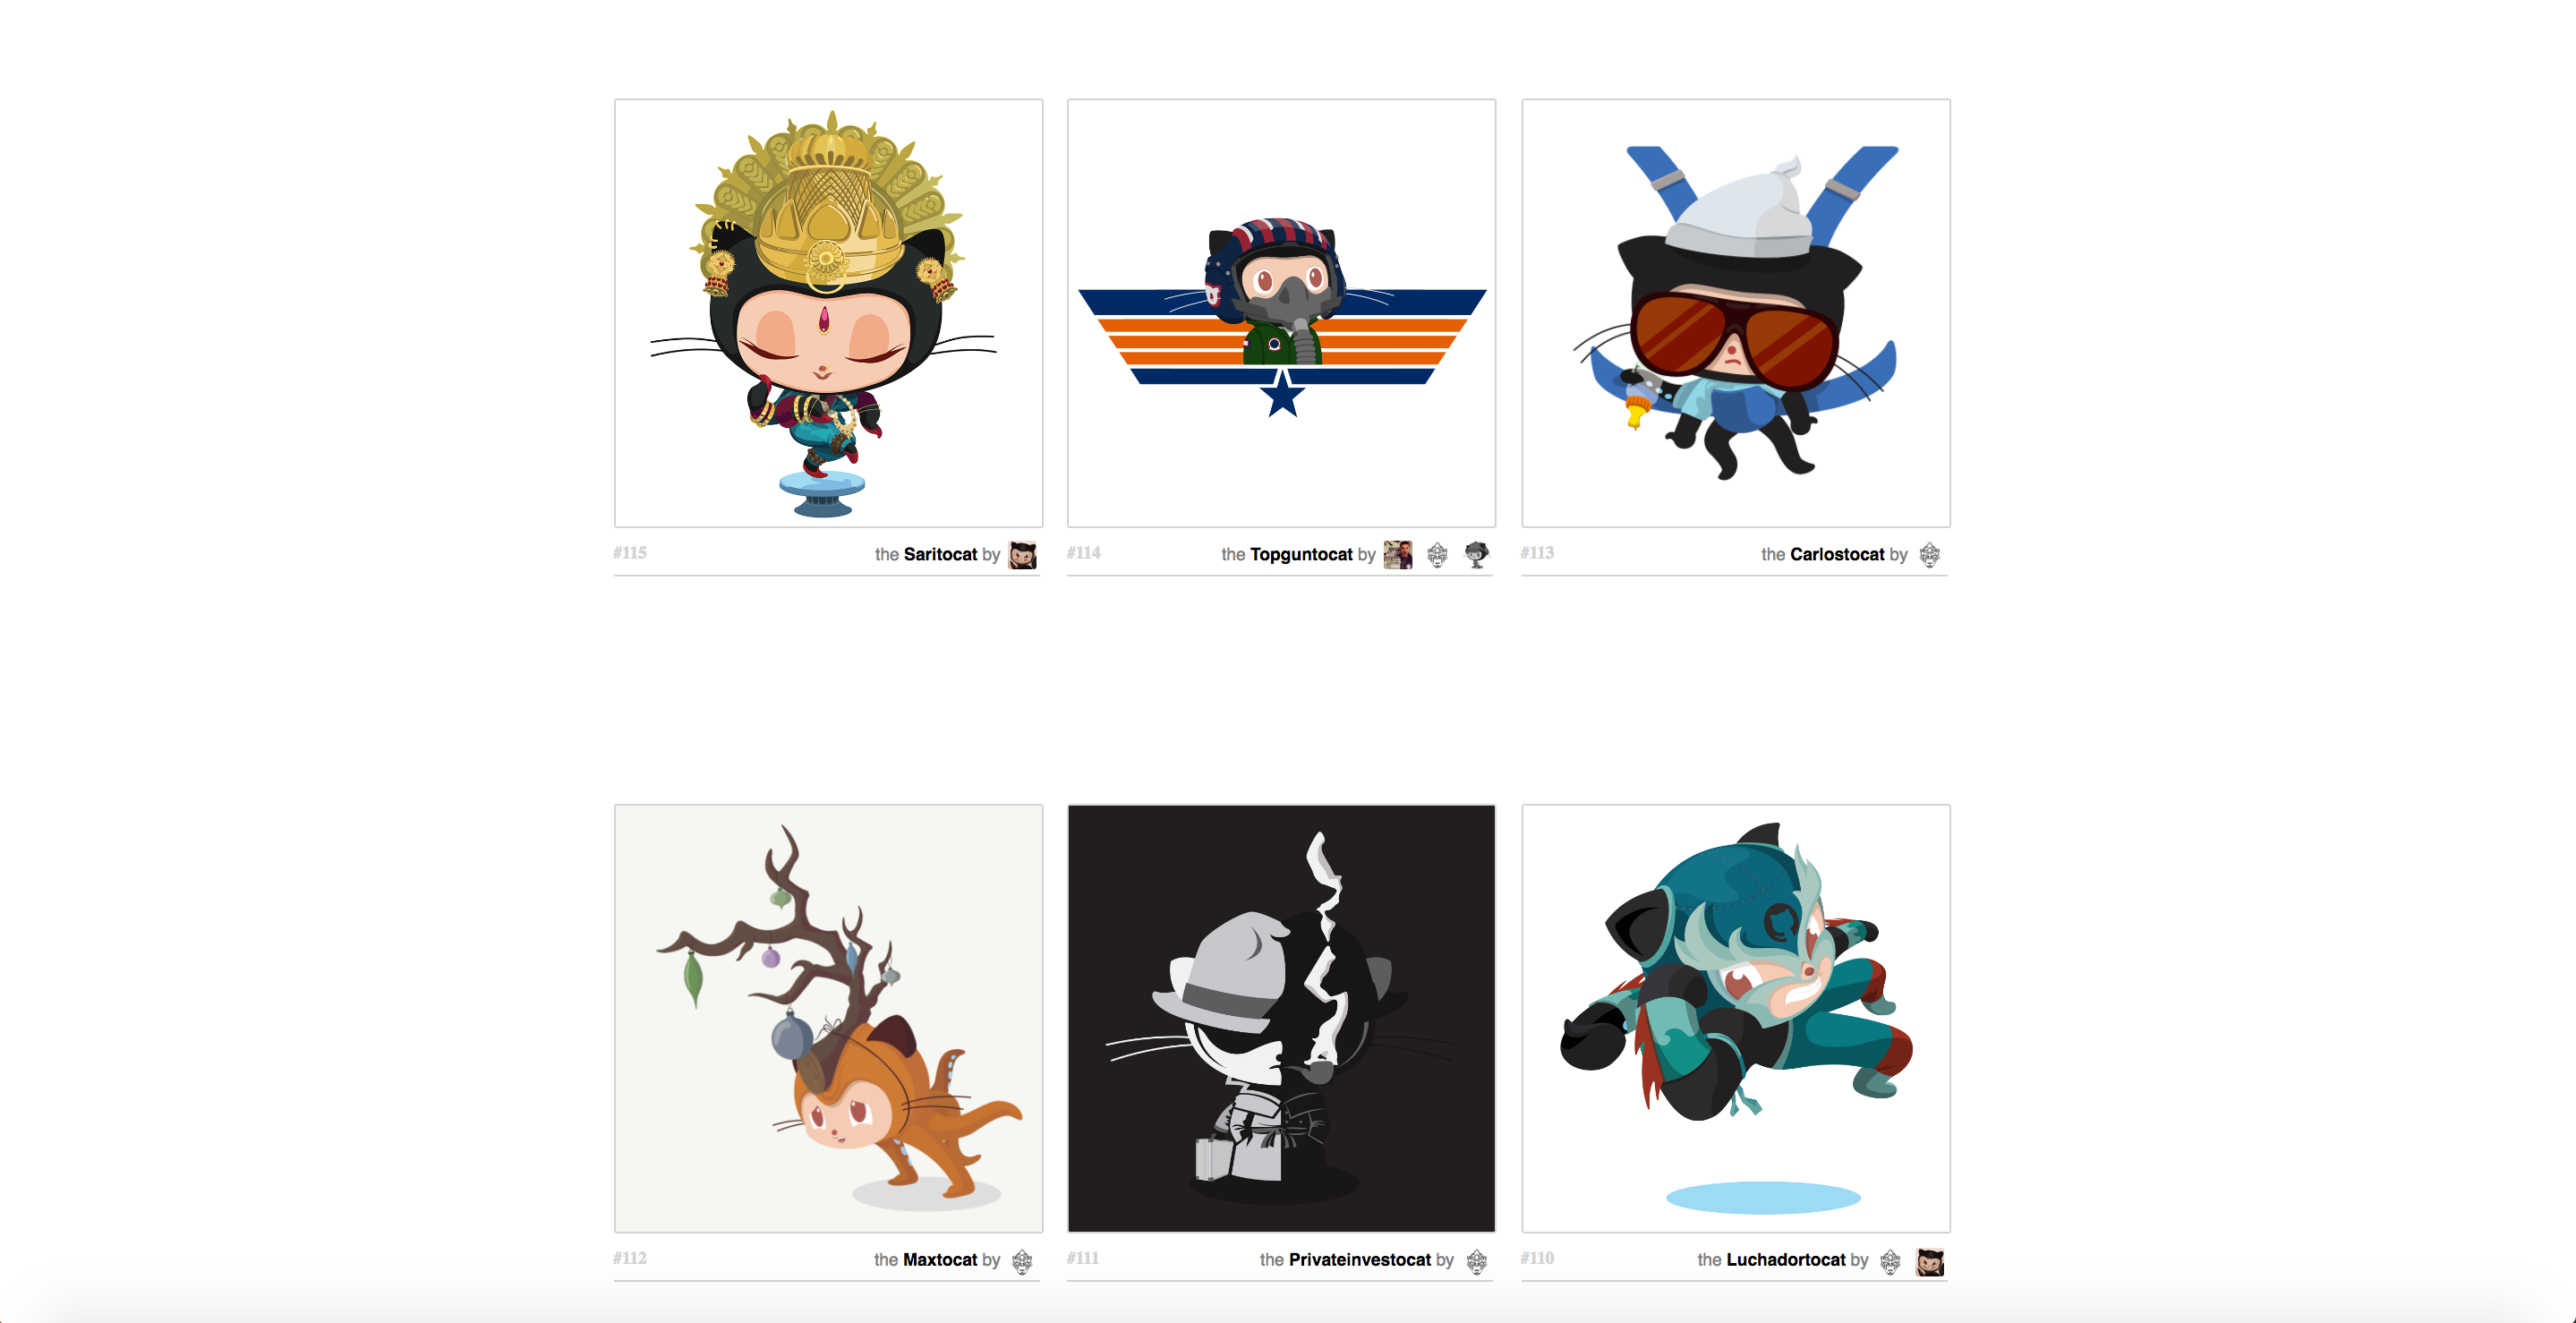 #115 the Saritocat by
#114 the Topguntocat by
#113 the Carlostocat by
#112 the Maxtocat by
#111 the Privateinvestocat by
#110 the Luchadortocat by